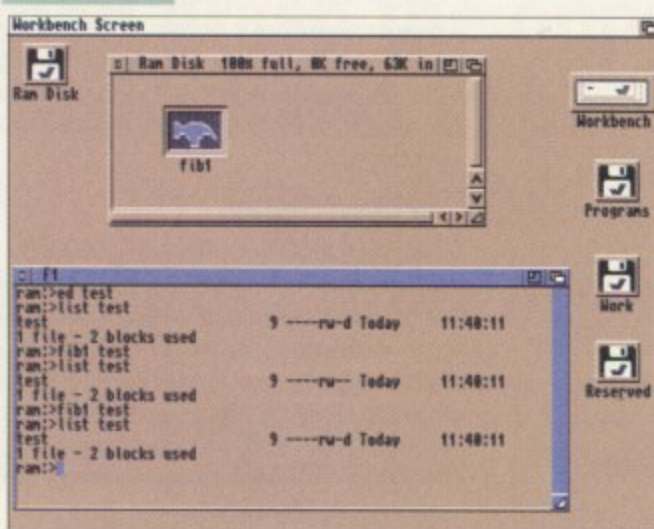 Workbench Screen
Ram Disk
Ram Disk 100% full, 0K free, 63K in
fib1
Workbench
Programs
Work
Reserved
F1
ram:>ed test
ram:>list test
test 9 ----rw-d Today 11:40:11
1 file - 2 blocks used
ram:>fib1 test
ram:>list test
test 9 ----rw-- Today 11:40:11
1 file - 2 blocks used
ram:>fib1 test
ram:>list test
test 9 ----rw-d Today 11:40:11
1 file - 2 blocks used
ram:>